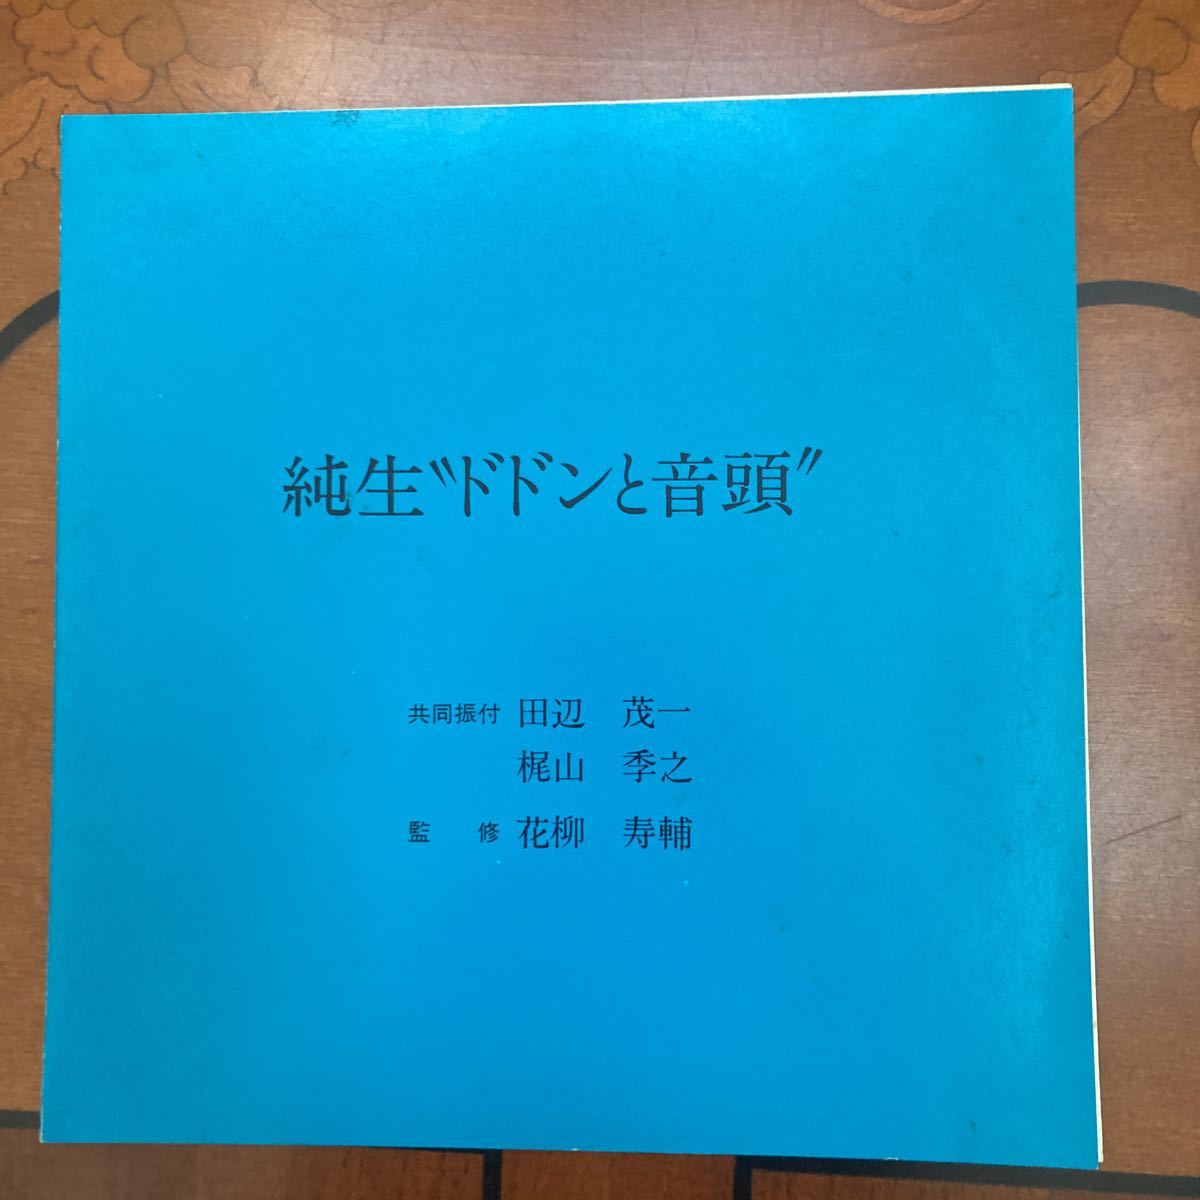 純生〝ドドンと音頭〟
共同振付 田辺 茂一
梶山 季之
監 修 花柳 寿輔